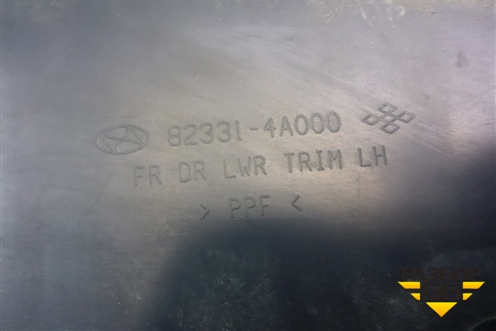 82331-4A000
FR DR LWR TRIM LH
> PPF <